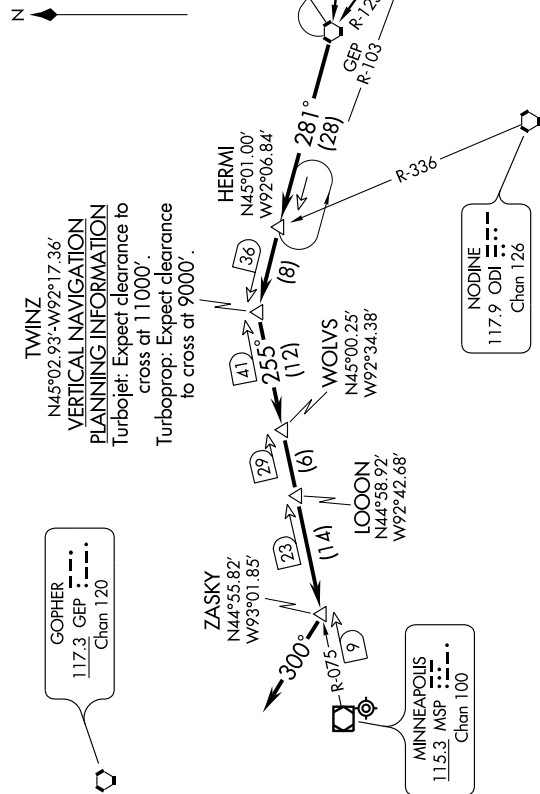 N
R-123
GEP
R-103
281°
(28)
HERMI
N45°01.00′
W92°06.84′
R-336
NODINE
117.9 ODI
Chan 126
TWINZ
N45°02.93′-W92°17.36′
VERTICAL NAVIGATION
PLANNING INFORMATION
Turbojet: Expect clearance to
cross at 11000′.
Turboprop: Expect clearance
to cross at 9000′.
36
(8)
41
255°
(12)
WOLVS
N45°00.25′
W92°34.38′
29
(6)
LOOON
N44°58.92′
W92°42.68′
23
(14)
ZASKY
N44°55.82′
W93°01.85′
300°
R-075
9
GOPHER
117.3 GEP
Chan 120
MINNEAPOLIS
115.3 MSP
Chan 100